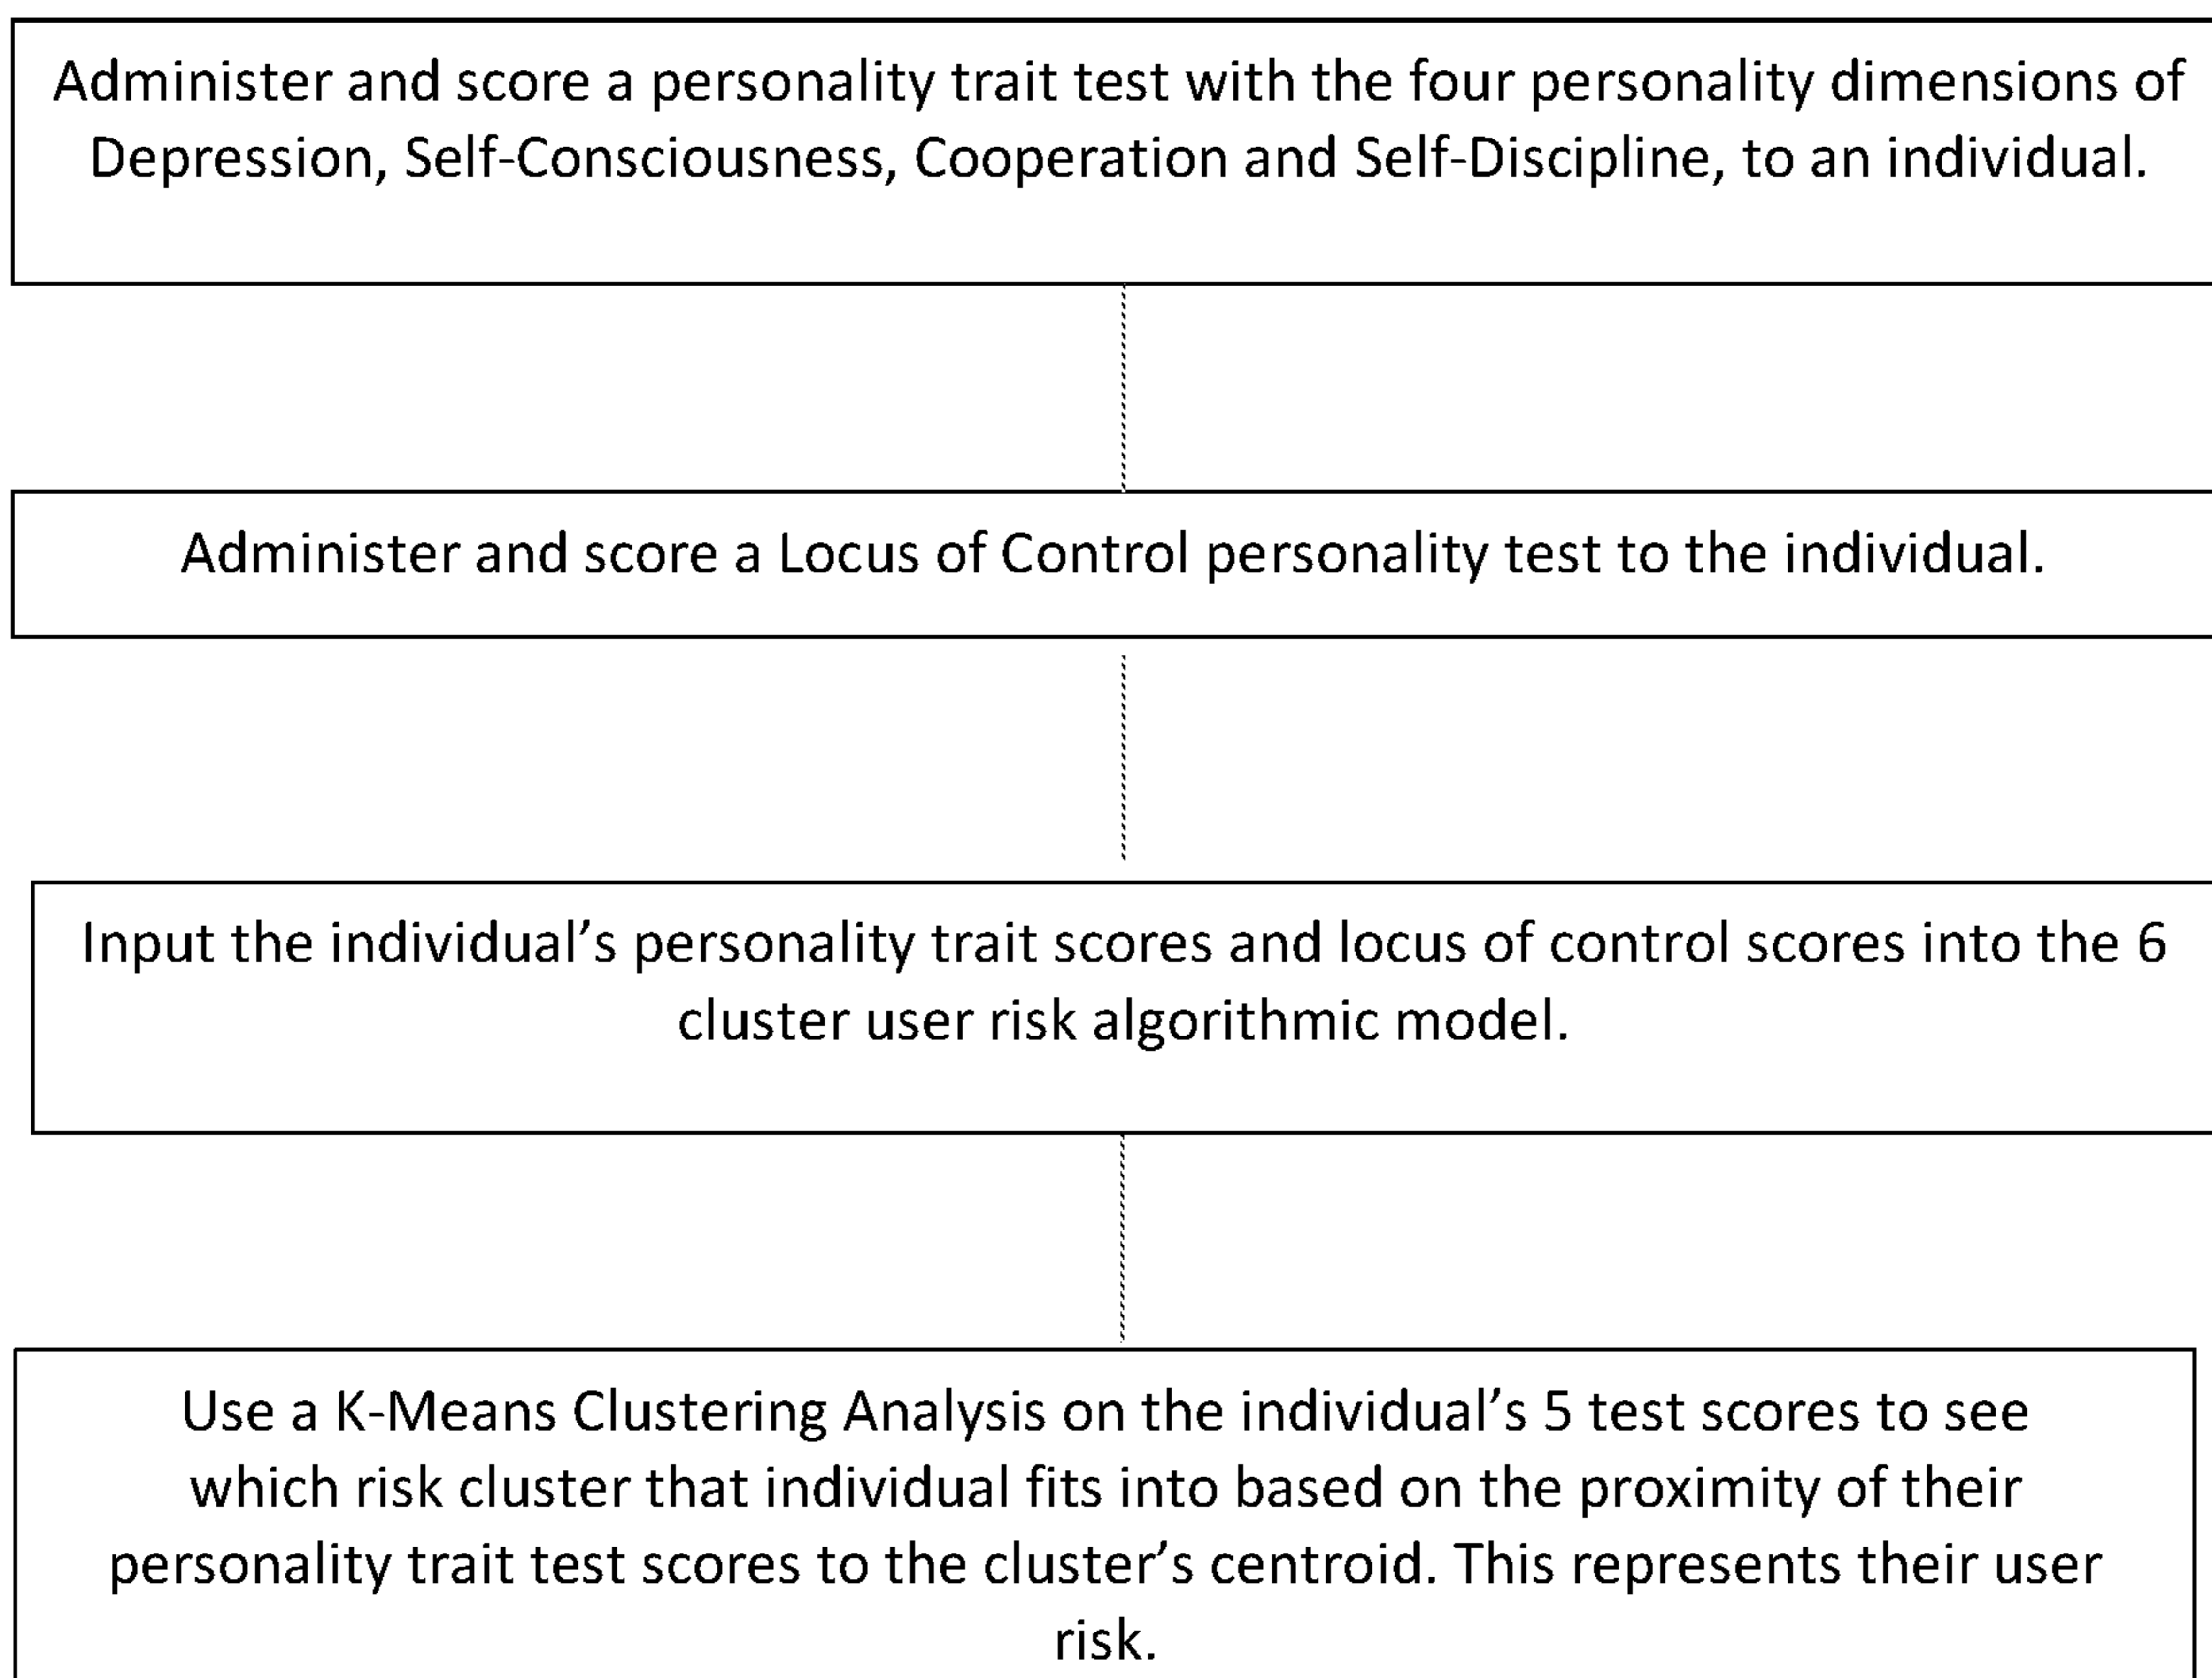 Administer and score a personality trait test with the four personality dimensions of
Depression, Self-Consciousness, Cooperation and Self-Discipline, to an individual.
Administer and score a Locus of Control personality test to the individual.
Input the individual’s personality trait scores and locus of control scores into the 6
cluster user risk algorithmic model.
Use a K-Means Clustering Analysis on the individual’s 5 test scores to see
which risk cluster that individual fits into based on the proximity of their
personality trait test scores to the cluster’s centroid. This represents their user
risk.